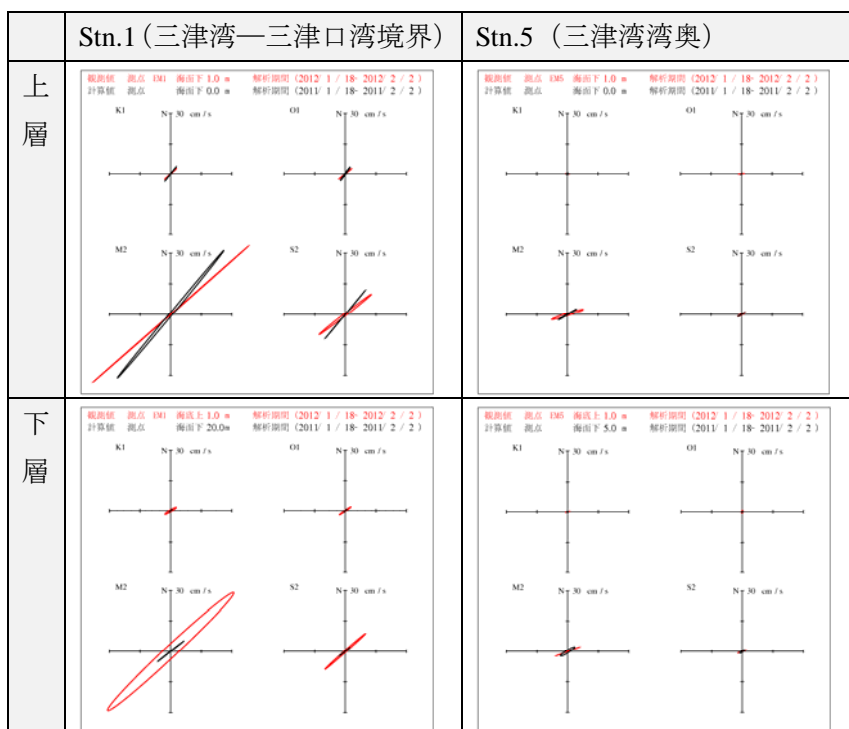 Stn.1（三津湾―三津口湾境界）
Stn.5（三津湾湾奥）
上層
観測値 測点 EM1 海面下 1.0 m 解析期間 (2012/ 1 / 18- 2012/ 2 / 2 )
計算値 測点 海面下 0.0 m 解析期間 (2011/ 1 / 18- 2011/ 2 / 2 )
K1 N 30 cm / s
O1 N 30 cm / s
M2 N 30 cm / s
S2 N 30 cm / s
観測値 測点 EM5 海面下 1.0 m 解析期間 (2012/ 1 / 18- 2012/ 2 / 2 )
計算値 測点 海面下 0.0 m 解析期間 (2011/ 1 / 18- 2011/ 2 / 2 )
K1 N 30 cm / s
O1 N 30 cm / s
M2 N 30 cm / s
S2 N 30 cm / s
下層
観測値 測点 EM1 海底上 1.0 m 解析期間 (2012/ 1 / 18- 2012/ 2 / 2 )
計算値 測点 海面下 20.0m 解析期間 (2011/ 1 / 18- 2011/ 2 / 2 )
K1 N 30 cm / s
O1 N 30 cm / s
M2 N 30 cm / s
S2 N 30 cm / s
観測値 測点 EM5 海底上 1.0 m 解析期間 (2012/ 1 / 18- 2012/ 2 / 2 )
計算値 測点 海面下 5.0 m 解析期間 (2011/ 1 / 18- 2011/ 2 / 2 )
K1 N 30 cm / s
O1 N 30 cm / s
M2 N 30 cm / s
S2 N 30 cm / s